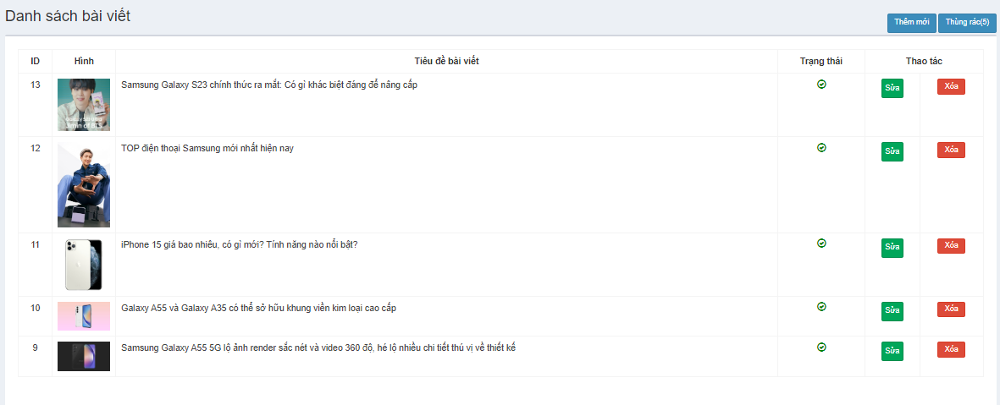 Danh sách bài viết
Thêm mới Thùng rác(5)
ID Hình Tiêu đề bài viết Trạng thái Thao tác
13 Samsung Galaxy S23 chính thức ra mắt: Có gì khác biệt đáng để nâng cấp Sửa Xóa
12 TOP điện thoại Samsung mới nhất hiện nay Sửa Xóa
11 iPhone 15 giá bao nhiêu, có gì mới? Tính năng nào nổi bật? Sửa Xóa
10 Galaxy A55 và Galaxy A35 có thể sở hữu khung viền kim loại cao cấp Sửa Xóa
9 Samsung Galaxy A55 5G lộ ảnh render sắc nét và video 360 độ, hé lộ nhiều chi tiết thú vị về thiết kế Sửa Xóa